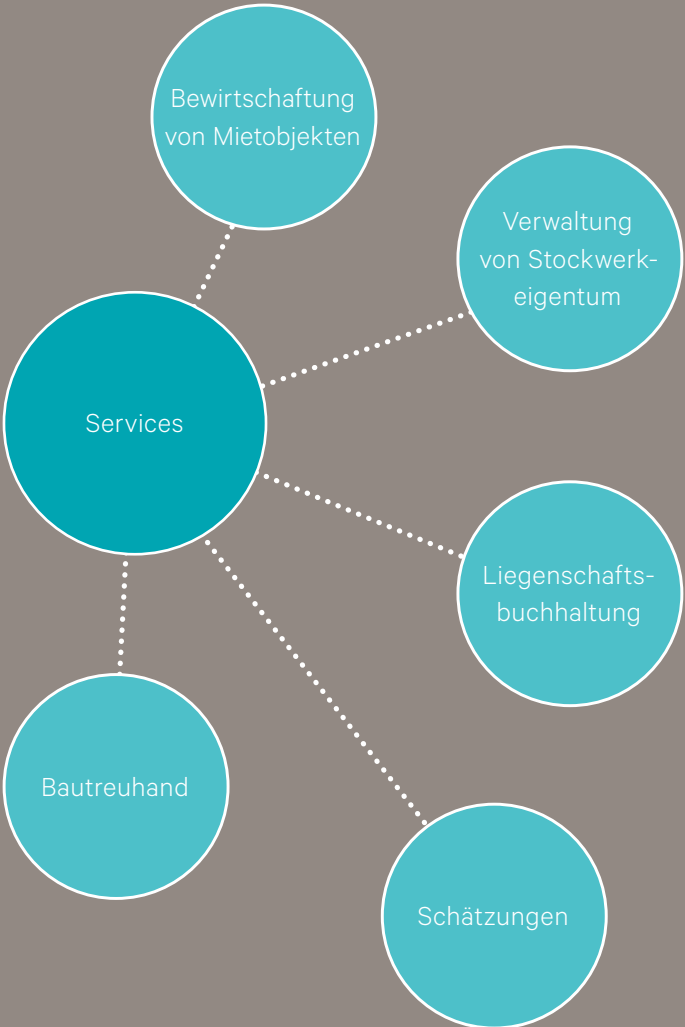 Bewirtschaftung
von Mietobjekten
Verwaltung
von Stockwerk-
eigentum
Services
Liegenschafts-
buchhaltung
Bautreuhand
Schätzungen